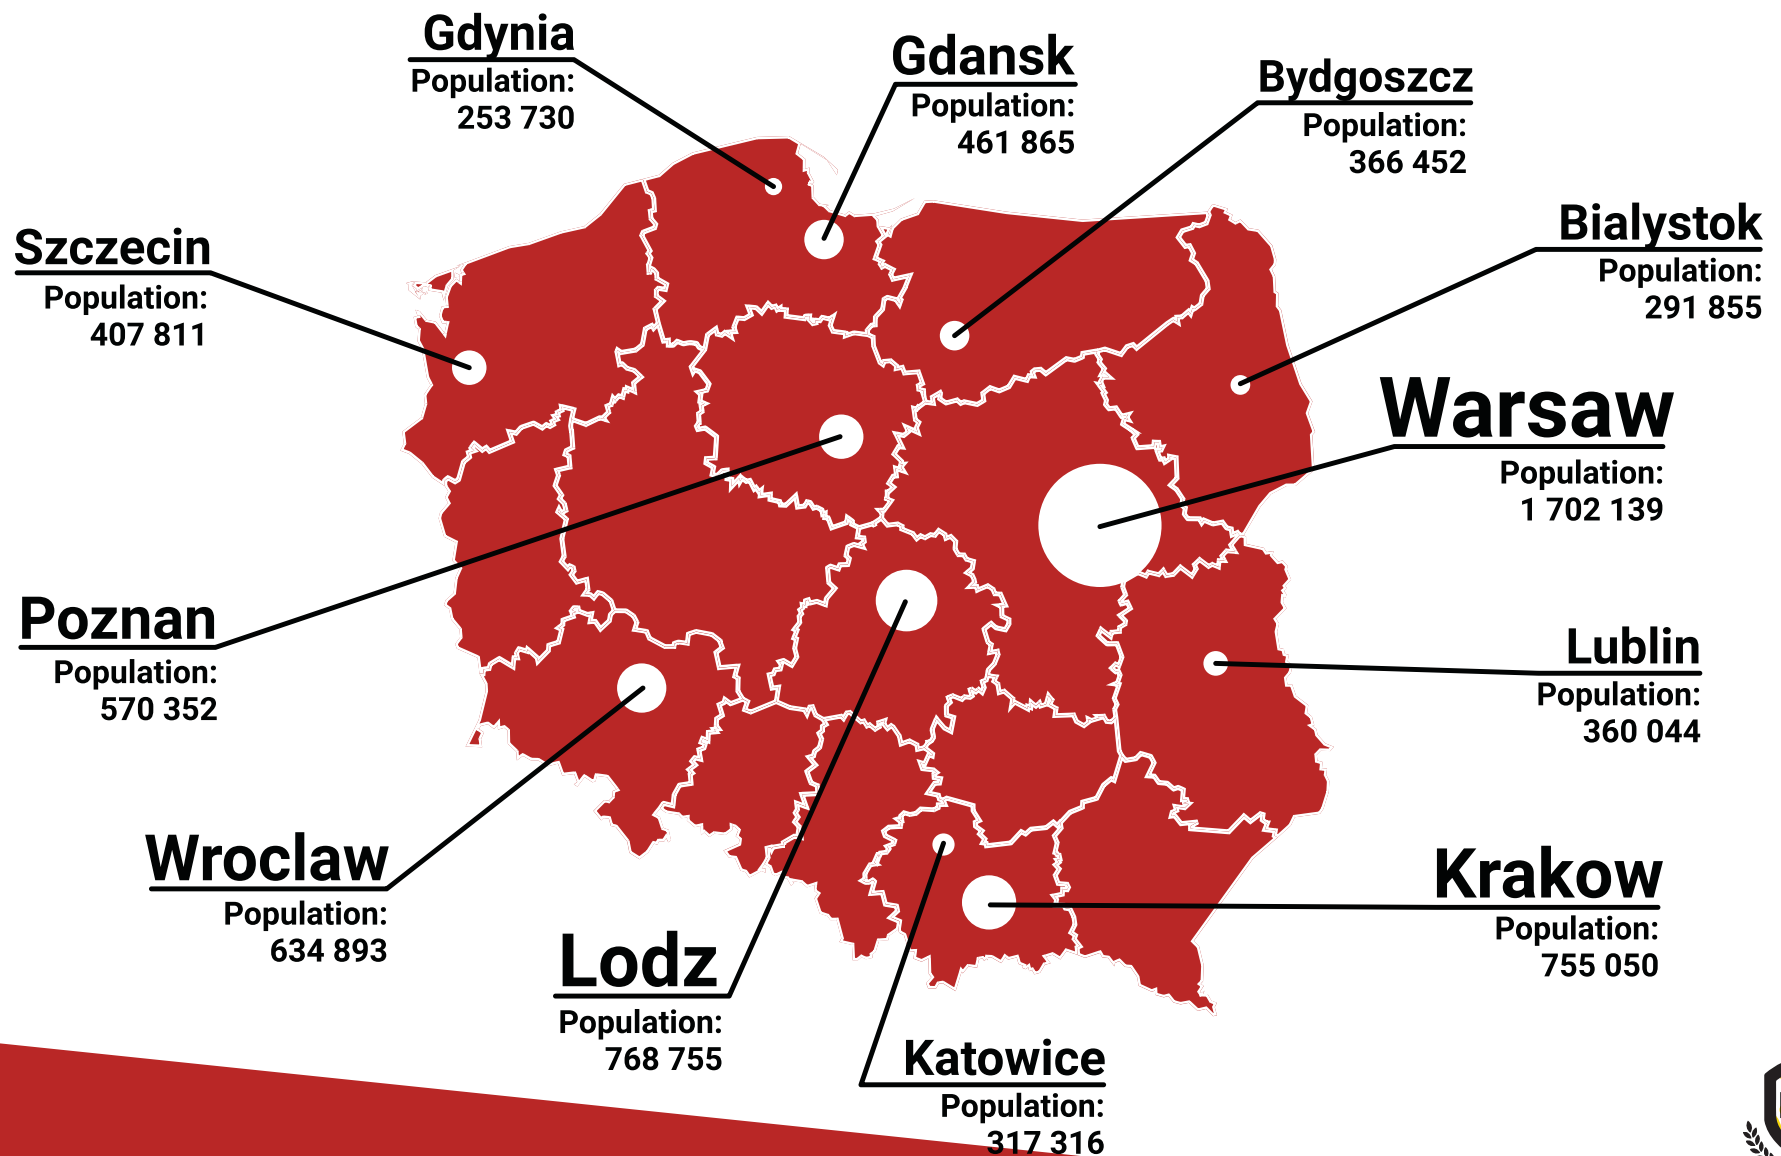 Gdynia
Population:
253 730
Gdansk
Population:
461 865
Bydgoszcz
Population:
366 452
Bialystok
Population:
291 855
Szczecin
Population:
407 811
Warsaw
Population:
1 702 139
Poznan
Population:
570 352
Lublin
Population:
360 044
Wroclaw
Population:
634 893
Krakow
Population:
755 050
Lodz
Population:
768 755
Katowice
Population:
317 316